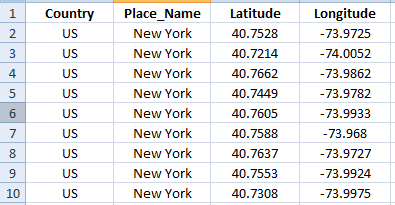 1 Country Place_Name Latitude Longitude
2 US New York 40.7528 -73.9725
3 US New York 40.7214 -74.0052
4 US New York 40.7662 -73.9862
5 US New York 40.7449 -73.9782
6 US New York 40.7605 -73.9933
7 US New York 40.7588 -73.968
8 US New York 40.7637 -73.9727
9 US New York 40.7553 -73.9924
10 US New York 40.7308 -73.9975